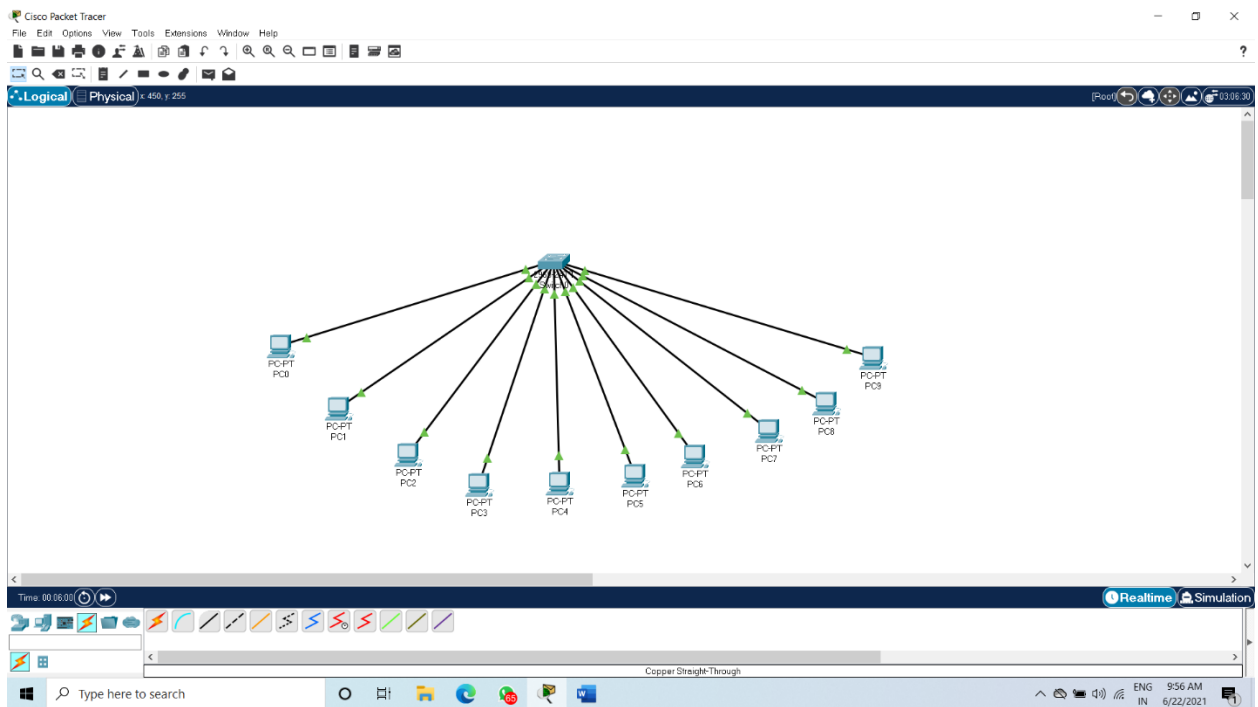 Cisco Packet Tracer
File Edit Options View Tools Extensions Window Help
?
Logical Physical x: 450, y: 255
[Root] 03:06:30
Switch0
PC-PT
PC0
PC-PT
PC1
PC-PT
PC2
PC-PT
PC3
PC-PT
PC4
PC-PT
PC5
PC-PT
PC6
PC-PT
PC7
PC-PT
PC8
PC-PT
PC9
Time: 00:06:00
Realtime Simulation
Copper Straight-Through
Type here to search
65
ENG 9:56 AM
IN 6/22/2021
1